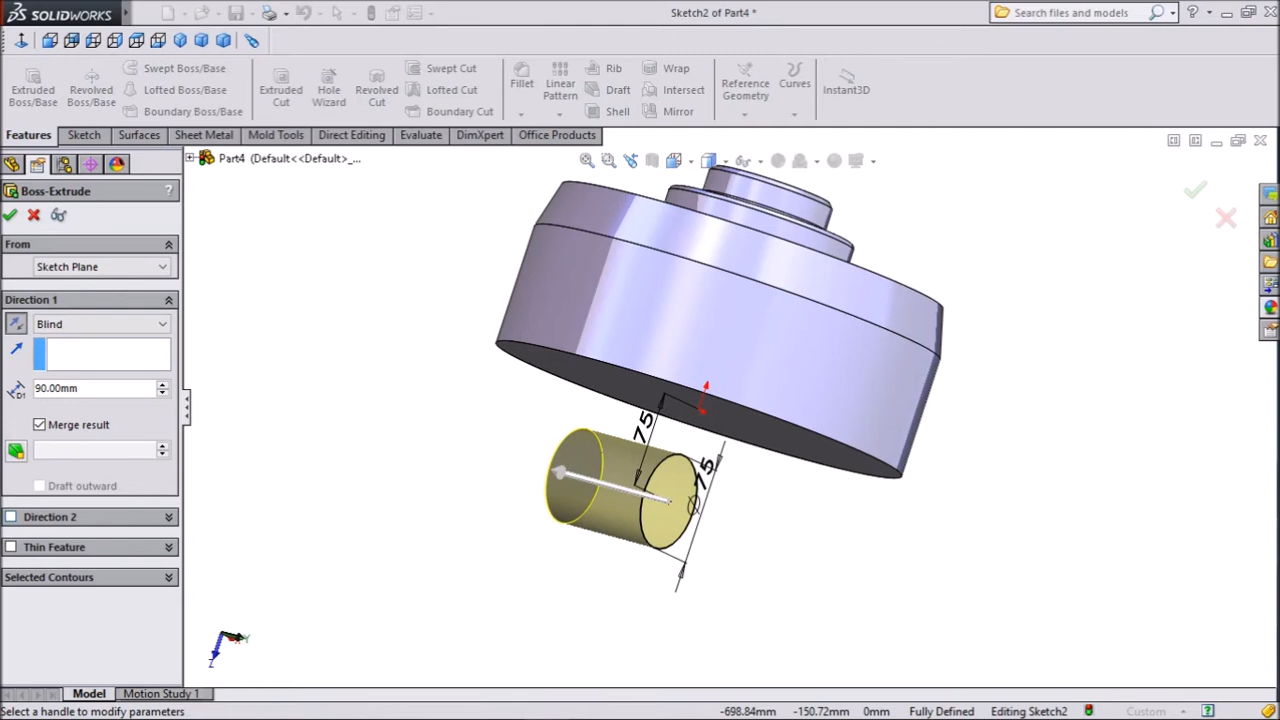 SOLIDWORKS
Sketch2 of Part4 *
Search files and models
Extruded Boss/Base
Revolved Boss/Base
Swept Boss/Base
Lofted Boss/Base
Boundary Boss/Base
Extruded Cut
Hole Wizard
Revolved Cut
Swept Cut
Lofted Cut
Boundary Cut
Fillet
Linear Pattern
Rib
Draft
Shell
Wrap
Intersect
Mirror
Reference Geometry
Curves
Instant3D
Features Sketch Surfaces Sheet Metal Mold Tools Direct Editing Evaluate DimXpert Office Products
Part4 (Default<<Default>_...
Boss-Extrude ?
From
Sketch Plane
Direction 1
Blind
D1 90.00mm
Merge result
Draft outward
Direction 2
Thin Feature
Selected Contours
75
⌀75
Y
Z
Model Motion Study 1
Select a handle to modify parameters -698.84mm -150.72mm 0mm Fully Defined Editing Sketch2 Custom